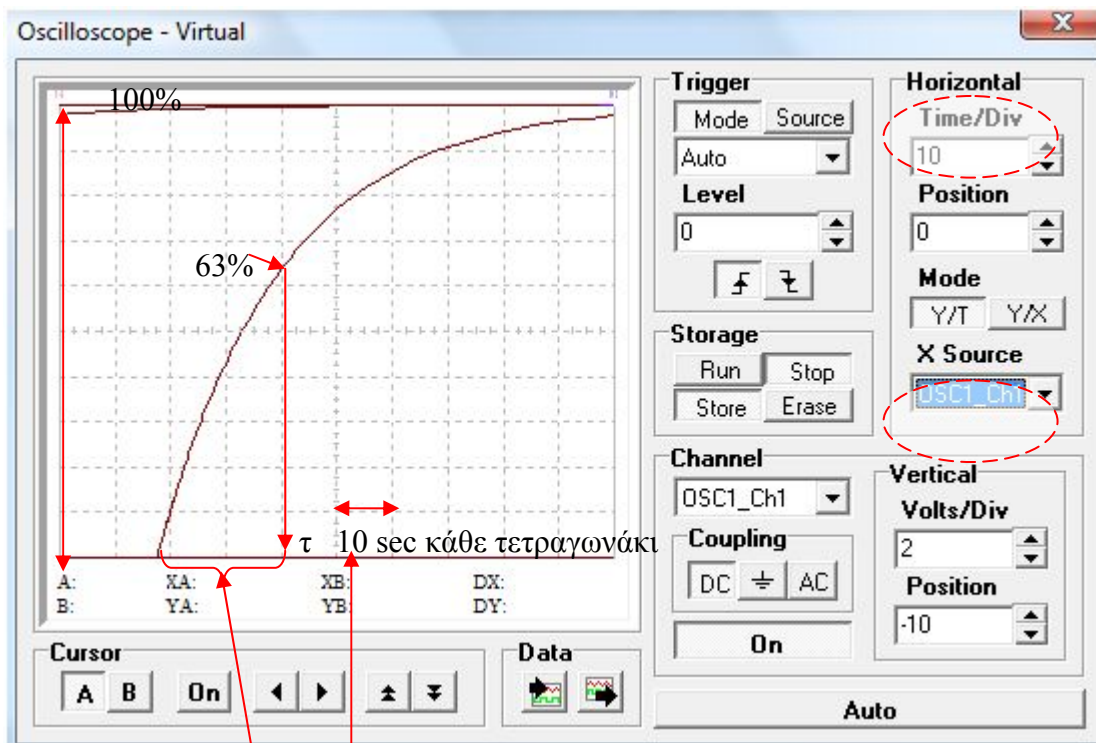 Oscilloscope - Virtual
100%
63%
τ 10 sec κάθε τετραγωνάκι
A: XA: XB: DX:
B: YA: YB: DY:
Cursor
A B On
Data
Trigger
Mode Source
Auto
Level
0
Storage
Run Stop
Store Erase
Horizontal
Time/Div
10
Position
0
Mode
Y/T Y/X
X Source
OSC1_Ch1
Channel
OSC1_Ch1
Coupling
DC AC
On
Vertical
Volts/Div
2
Position
-10
Auto